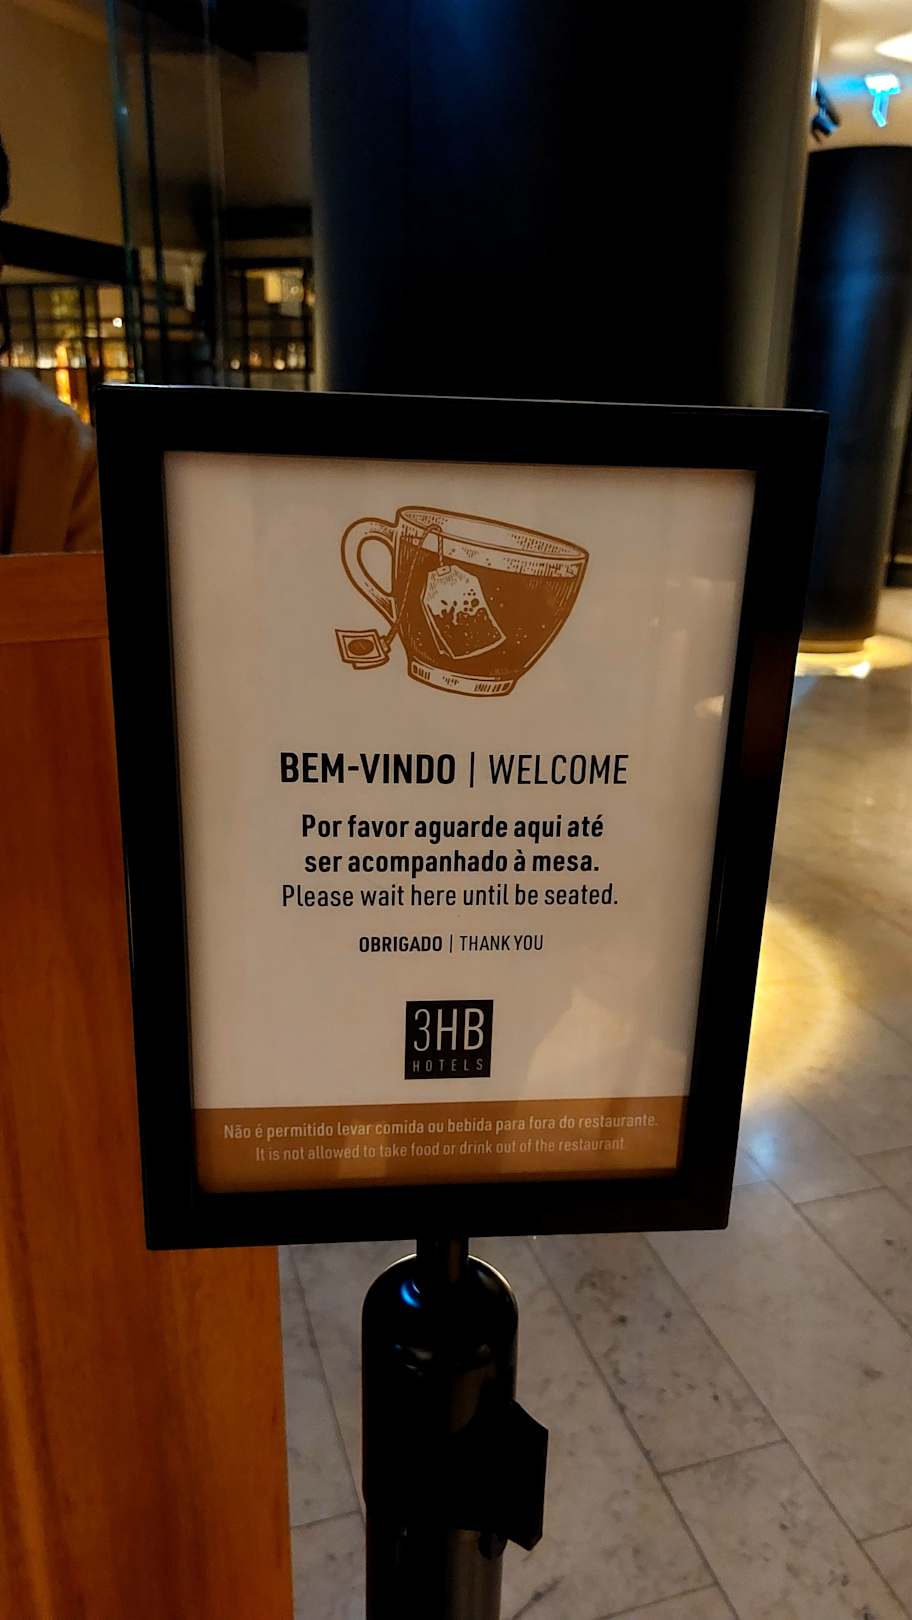 BEM-VINDO | WELCOME
Por favor aguarde aqui até
ser acompanhado à mesa.
Please wait here until be seated.
OBRIGADO | THANK YOU
3HB
HOTELS
Não é permitido levar comida ou bebida para fora do restaurante.
It is not allowed to take food or drink out of the restaurant.